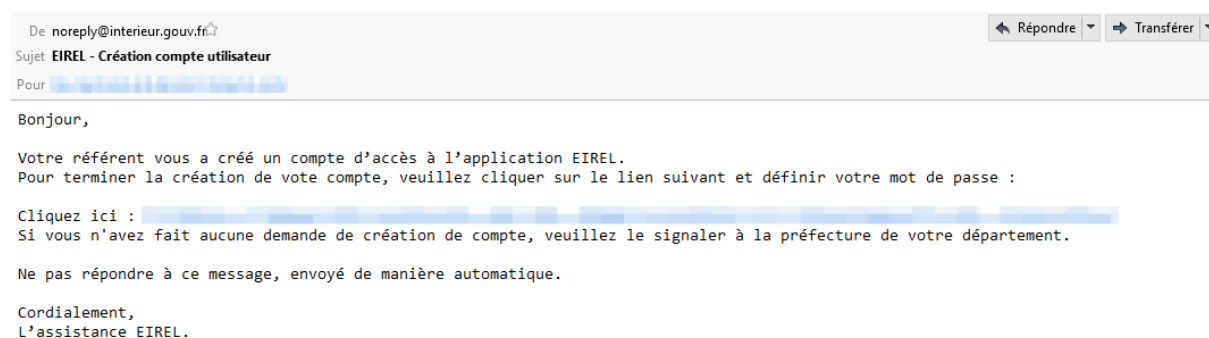 De noreply@interieur.gouv.fr
Répondre
Transférer
Sujet EIREL - Création compte utilisateur
Pour
Bonjour,
Votre référent vous a créé un compte d’accès à l’application EIREL.
Pour terminer la création de vote compte, veuillez cliquer sur le lien suivant et définir votre mot de passe :
Cliquez ici :
Si vous n'avez fait aucune demande de création de compte, veuillez le signaler à la préfecture de votre département.
Ne pas répondre à ce message, envoyé de manière automatique.
Cordialement,
L’assistance EIREL.